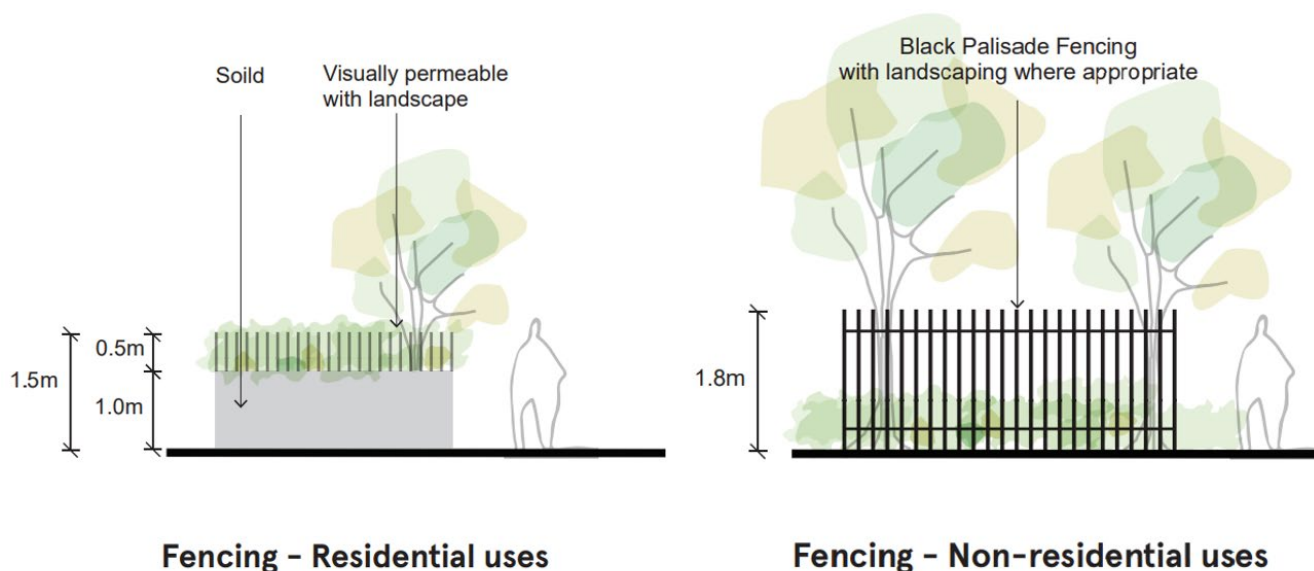 Soild
Visually permeable
with landscape
0.5m
1.5m
1.0m
Fencing - Residential uses
Black Palisade Fencing
with landscaping where appropriate
1.8m
Fencing - Non-residential uses